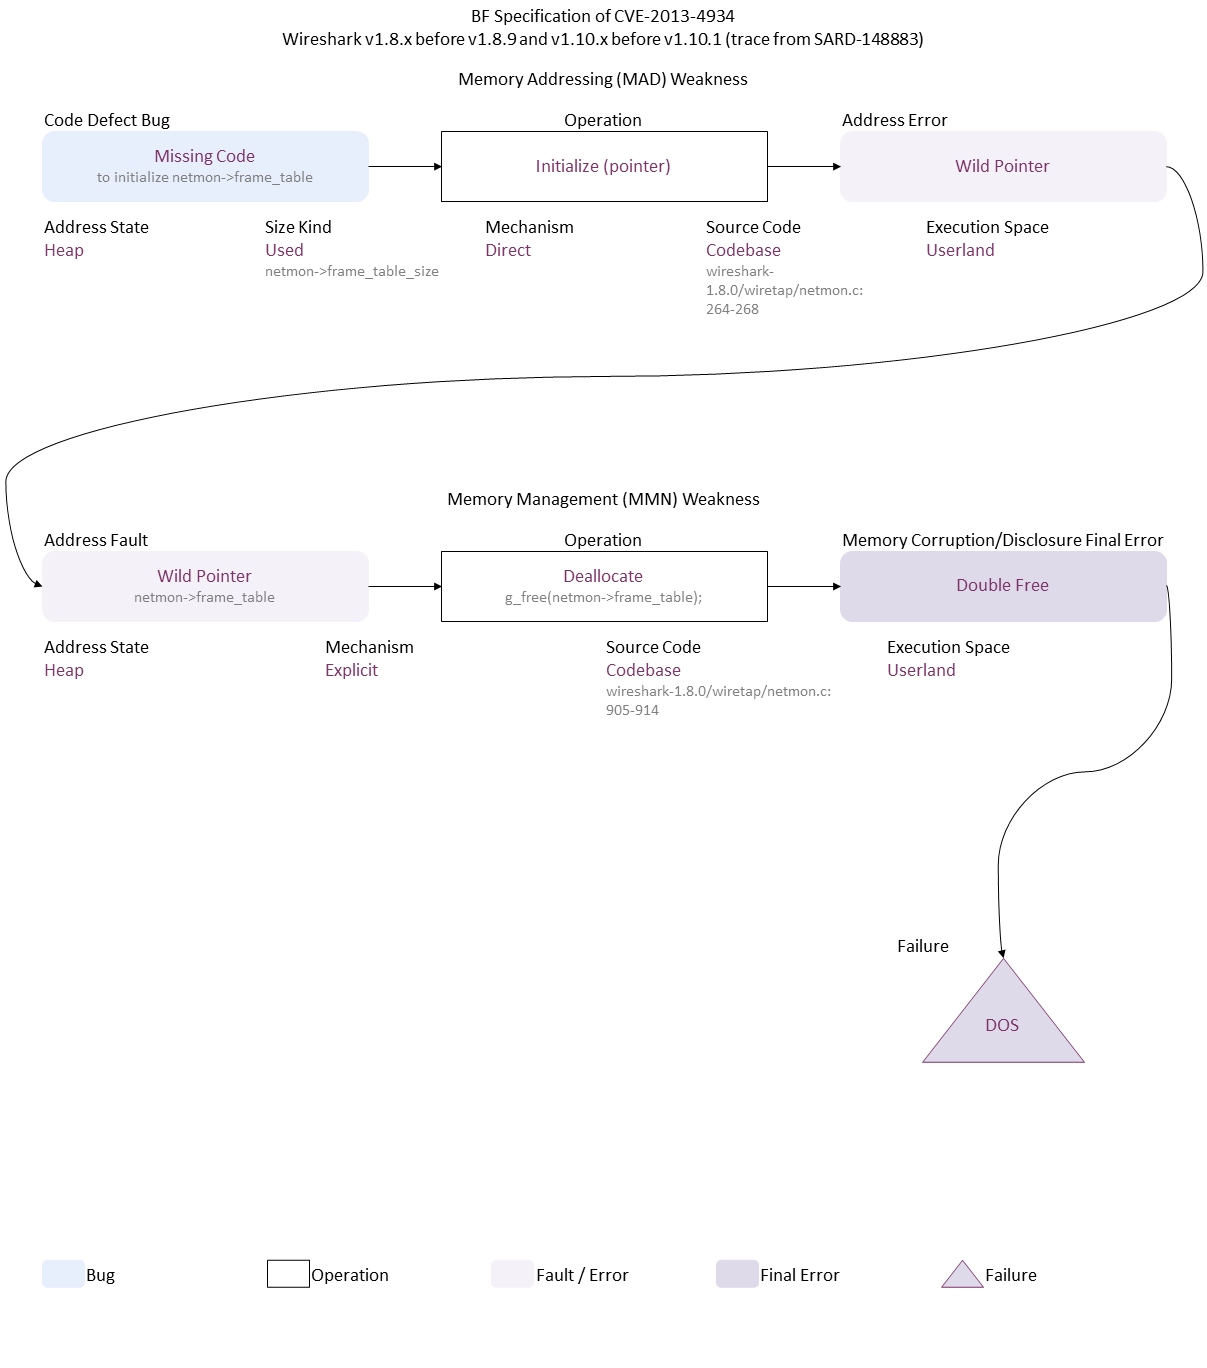 BF Specification of CVE-2013-4934
Wireshark v1.8.x before v1.8.9 and v1.10.x before v1.10.1 (trace from SARD-148883)
Memory Addressing (MAD) Weakness
Code Defect Bug
Operation
Address Error
Missing Code
to initialize netmon->frame_table
Initialize (pointer)
Wild Pointer
Address State
Heap
Size Kind
Used
netmon->frame_table_size
Mechanism
Direct
Source Code
Codebase
wireshark-
1.8.0/wiretap/netmon.c:
264-268
Execution Space
Userland
Memory Management (MMN) Weakness
Address Fault
Operation
Memory Corruption/Disclosure Final Error
Wild Pointer
netmon->frame_table
Deallocate
g_free(netmon->frame_table);
Double Free
Address State
Heap
Mechanism
Explicit
Source Code
Codebase
wireshark-1.8.0/wiretap/netmon.c:
905-914
Execution Space
Userland
Failure
DOS
Bug
Operation
Fault / Error
Final Error
Failure